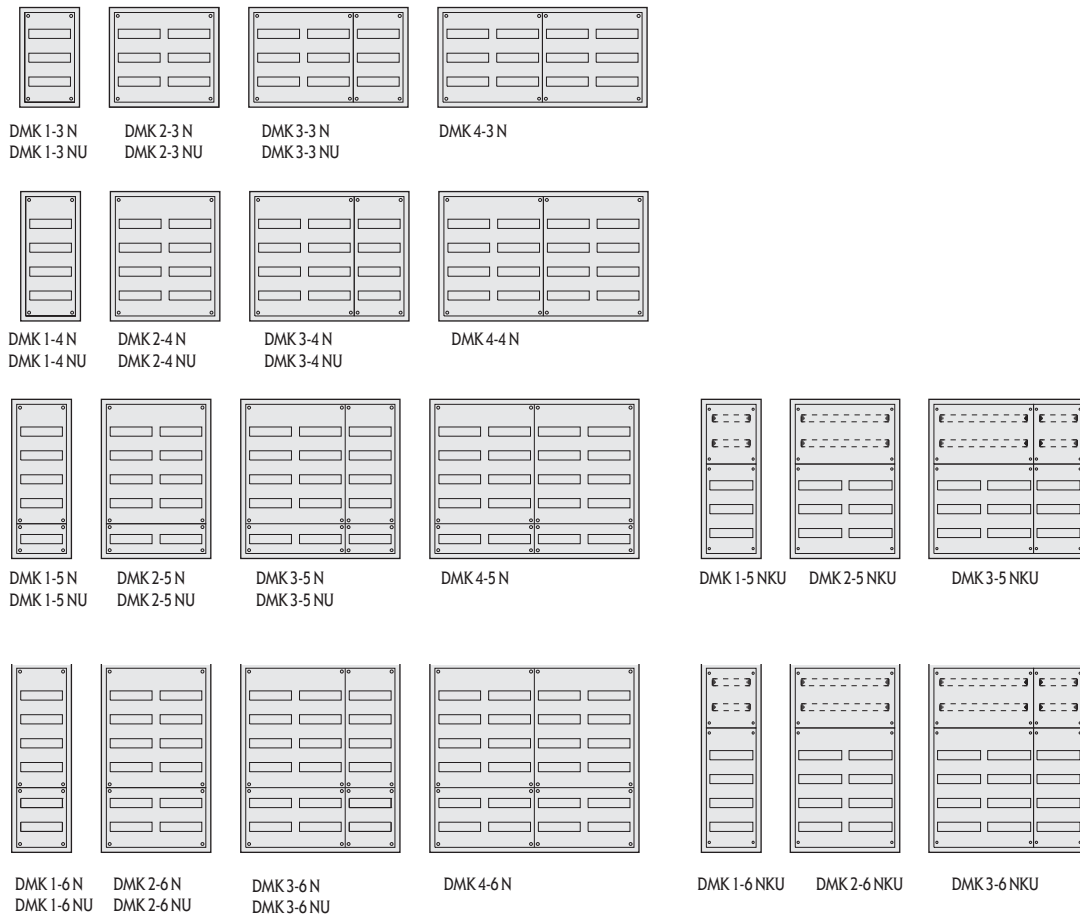 DMK 1-3 N
DMK 1-3 NU
DMK 2-3 N
DMK 2-3 NU
DMK 3-3 N
DMK 3-3 NU
DMK 4-3 N
DMK 1-4 N
DMK 1-4 NU
DMK 2-4 N
DMK 2-4 NU
DMK 3-4 N
DMK 3-4 NU
DMK 4-4 N
DMK 1-5 N
DMK 1-5 NU
DMK 2-5 N
DMK 2-5 NU
DMK 3-5 N
DMK 3-5 NU
DMK 4-5 N
DMK 1-5 NKU
DMK 2-5 NKU
DMK 3-5 NKU
DMK 1-6 N
DMK 1-6 NU
DMK 2-6 N
DMK 2-6 NU
DMK 3-6 N
DMK 3-6 NU
DMK 4-6 N
DMK 1-6 NKU
DMK 2-6 NKU
DMK 3-6 NKU